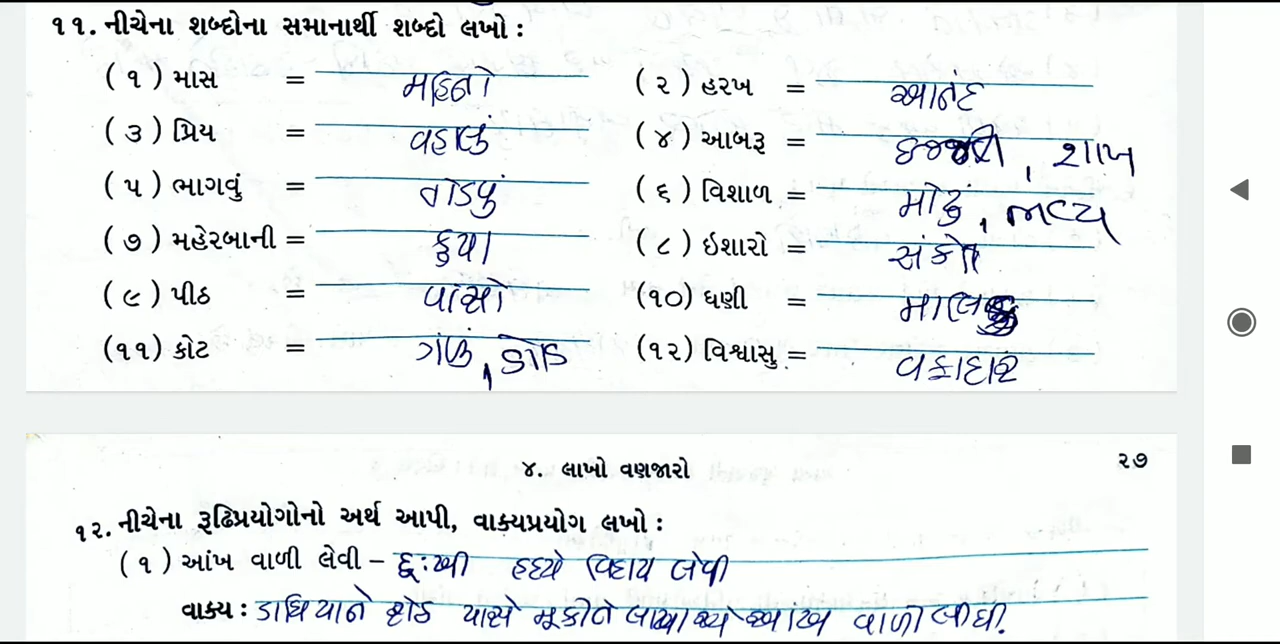 ૧૧. નીચેના શબ્દોના સમાનાર્થી શબ્દો લખો :
(૧) માસ = મહિનો (૨) હરખ = આનંદ
(૩) પ્રિય = વહાલું (૪) આબરૂ = ઇજ્જત, શાખ
(૫) ભાગવું = તોડવું (૬) વિશાળ = મોટું, ભવ્ય
(૭) મહેરબાની = કૃપા (૮) ઇશારો = સંકેત
(૯) પીઠ = વાંસો (૧૦) ધણી = માલિક
(૧૧) કોટ = ગળું, ડોક (૧૨) વિશ્વાસુ = વફાદાર
૪. લાખો વણજારો ૨૭
૧૨. નીચેના રૂઢિપ્રયોગોનો અર્થ આપી, વાક્યપ્રયોગ લખો :
(૧) આંખ વાળી લેવી – દુ:ખી હૃદયે વિદાય લેવી
વાક્ય : ડાઘિયાને શેઠ પાસે મૂકીને લાખાએ આંખ વાળી લીધી.